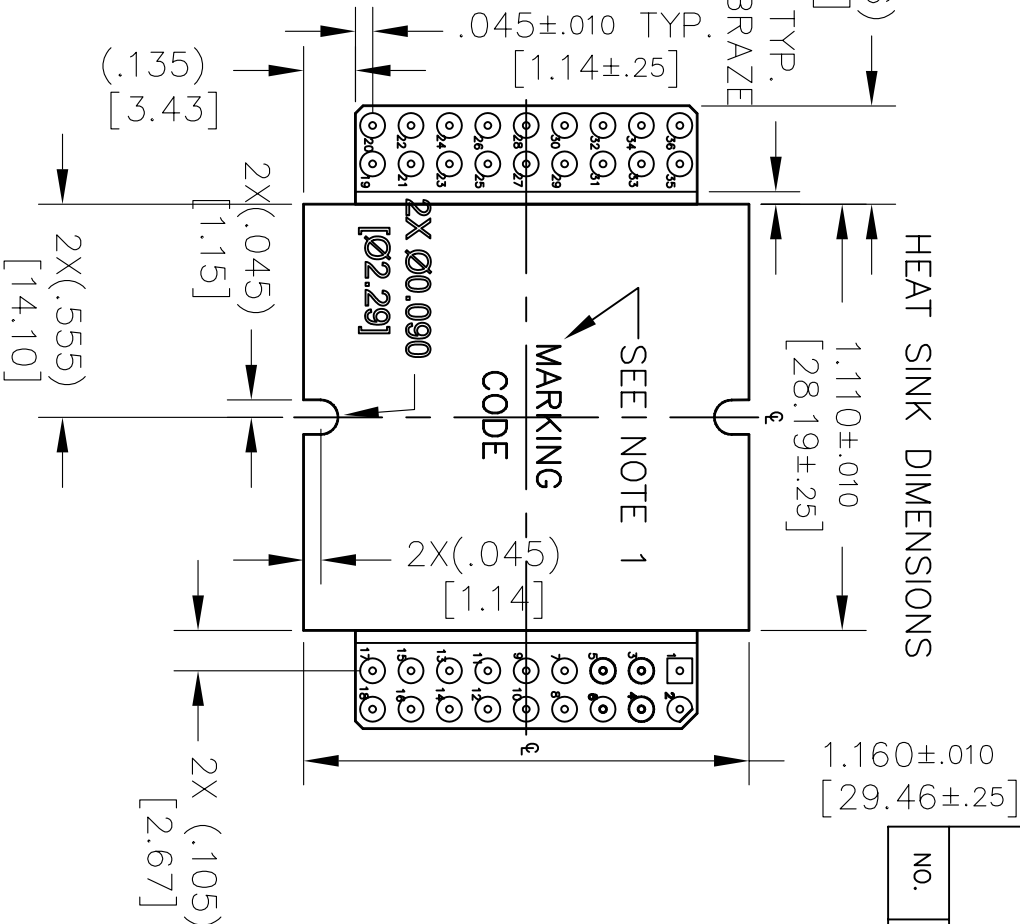 6)
]
TYP.
BRAZE
.045±.010 TYP.
[1.14±.25]
(.135)
[3.43]
20 22 24 26 28 30 32 34 36
19 21 23 25 27 29 31 33 35
HEAT SINK DIMENSIONS
1.110±.010
[28.19±.25]
2X(.045)
[1.15]
2X Ø0.090
[Ø2.29]
2X(.555)
[14.10]
SEE NOTE 1
MARKING
CODE
℄
2X(.045)
[1.14]
17 15 13 11 9 7 5 3 1
18 16 14 12 10 8 6 4 2
℄
1.160±.010
[29.46±.25]
2X (.105)
[2.67]
NO.